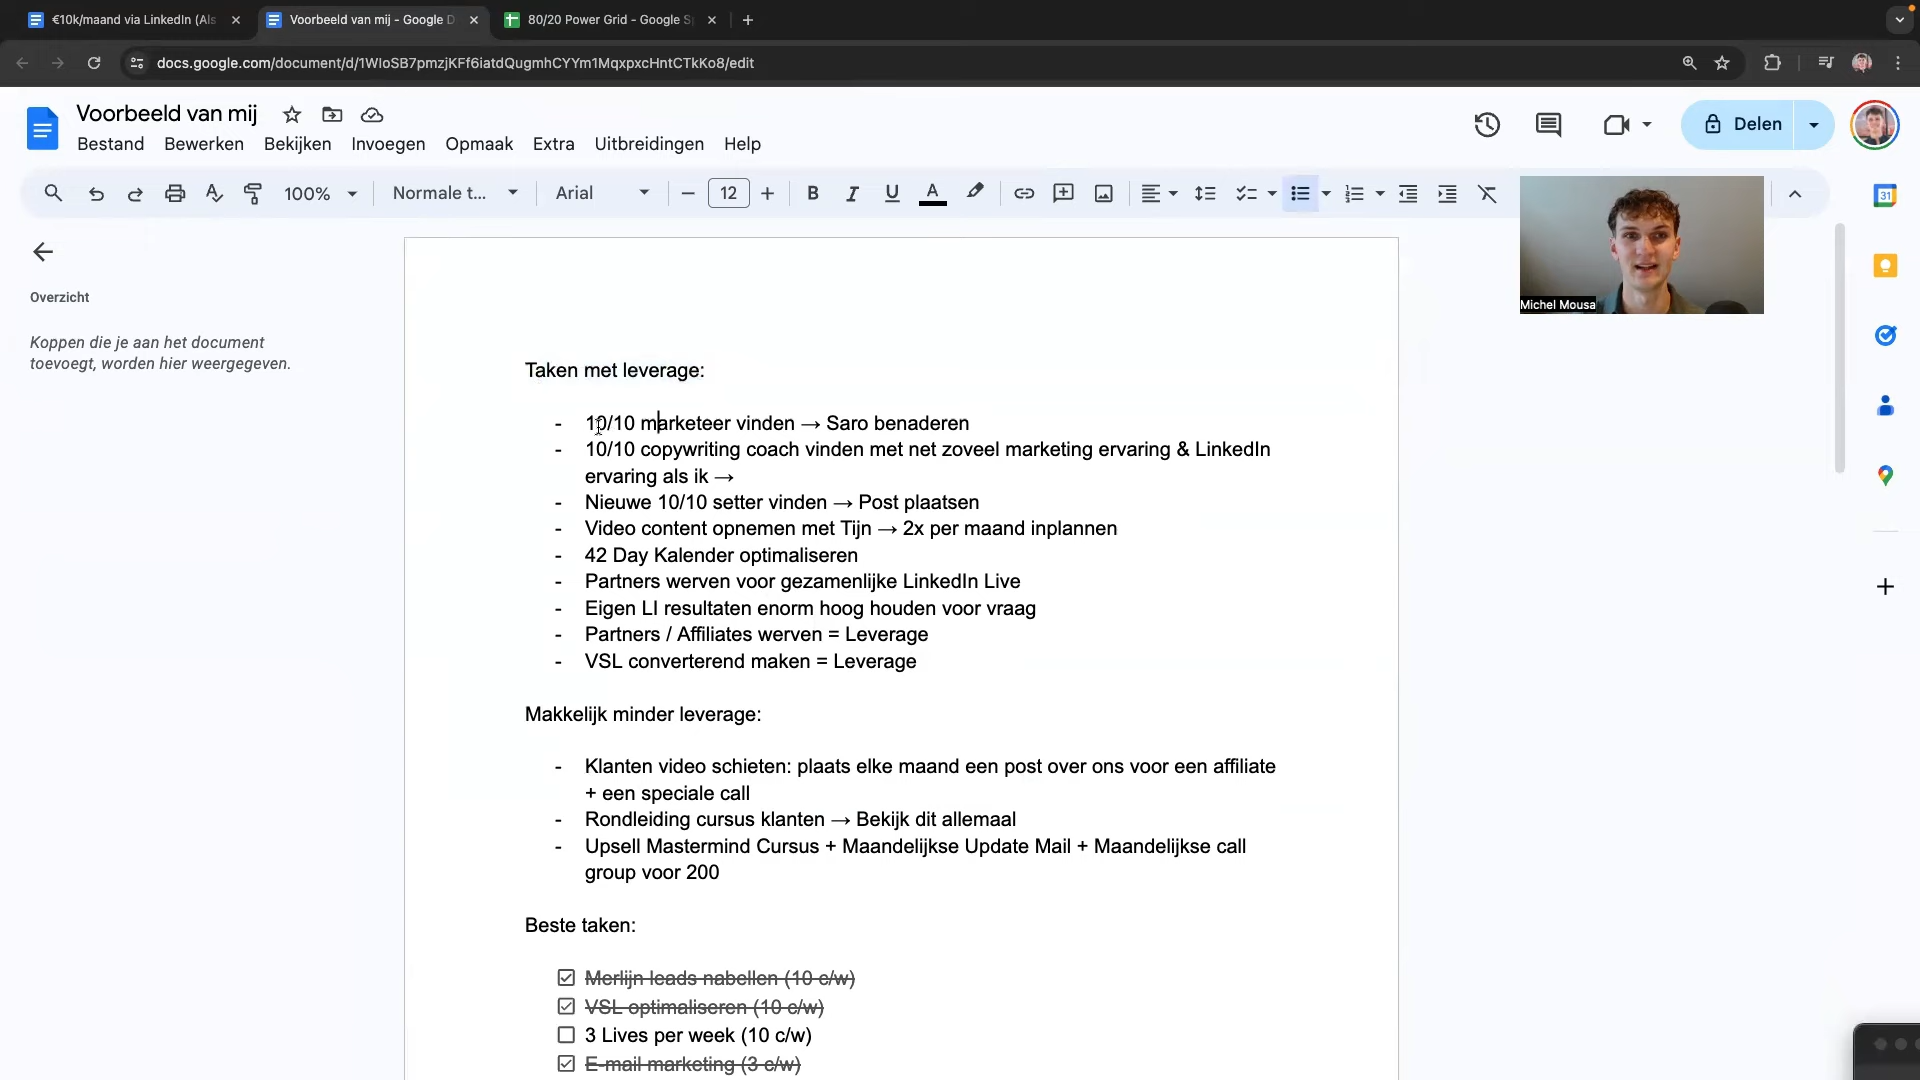 €10k/maand via LinkedIn (Als
Voorbeeld van mij - Google D
80/20 Power Grid - Google S
docs.google.com/document/d/1WIoSB7pmzjKFf6iatdQugmhCYYm1MqxpxcHntCTkKo8/edit
Voorbeeld van mij
Bestand Bewerken Bekijken Invoegen Opmaak Extra Uitbreidingen Help
Delen
100% Normale t... Arial 12
B I U A
31
Michel Mousa
Overzicht
Koppen die je aan het document
toevoegt, worden hier weergegeven.
Taken met leverage:
- 10/10 marketeer vinden → Saro benaderen
- 10/10 copywriting coach vinden met net zoveel marketing ervaring & LinkedIn
ervaring als ik →
- Nieuwe 10/10 setter vinden → Post plaatsen
- Video content opnemen met Tijn → 2x per maand inplannen
- 42 Day Kalender optimaliseren
- Partners werven voor gezamenlijke LinkedIn Live
- Eigen LI resultaten enorm hoog houden voor vraag
- Partners / Affiliates werven = Leverage
- VSL converterend maken = Leverage
Makkelijk minder leverage:
- Klanten video schieten: plaats elke maand een post over ons voor een affiliate
+ een speciale call
- Rondleiding cursus klanten → Bekijk dit allemaal
- Upsell Mastermind Cursus + Maandelijkse Update Mail + Maandelijkse call
group voor 200
Beste taken:
Merlijn leads nabellen (10 c/w)
VSL optimaliseren (10 c/w)
3 Lives per week (10 c/w)
E-mail marketing (3 c/w)